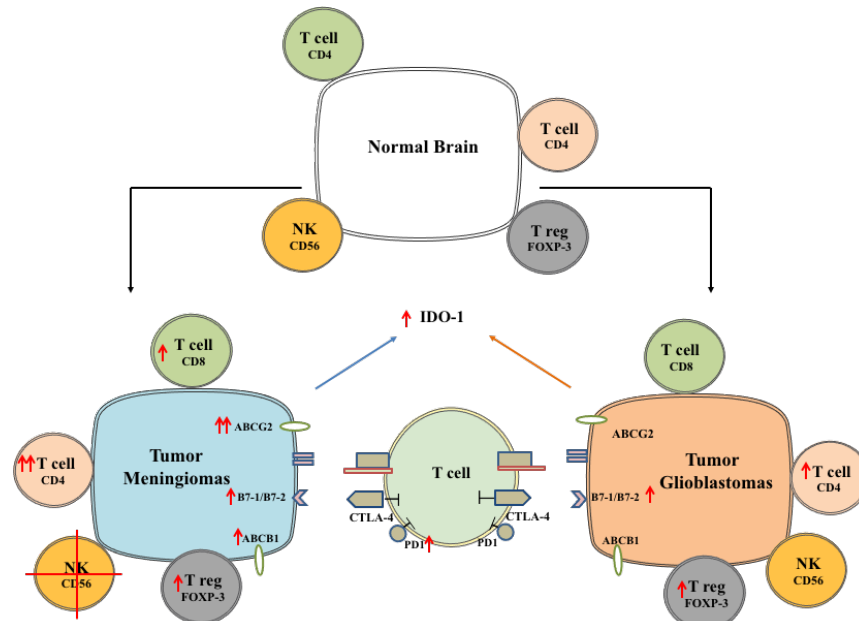 T cell
CD4
T cell
CD4
Normal Brain
NK
CD56
T reg
FOXP-3
IDO-1
T cell
CD8
T cell
CD8
ABCG2
ABCG2
Tumor
Meningiomas
T cell
Tumor
Glioblastomas
T cell
CD4
T cell
CD4
B7-1/B7-2
B7-1/B7-2
CTLA-4
CTLA-4
ABCB1
PD1
PD1
ABCB1
NK
CD56
NK
CD56
T reg
FOXP-3
T reg
FOXP-3